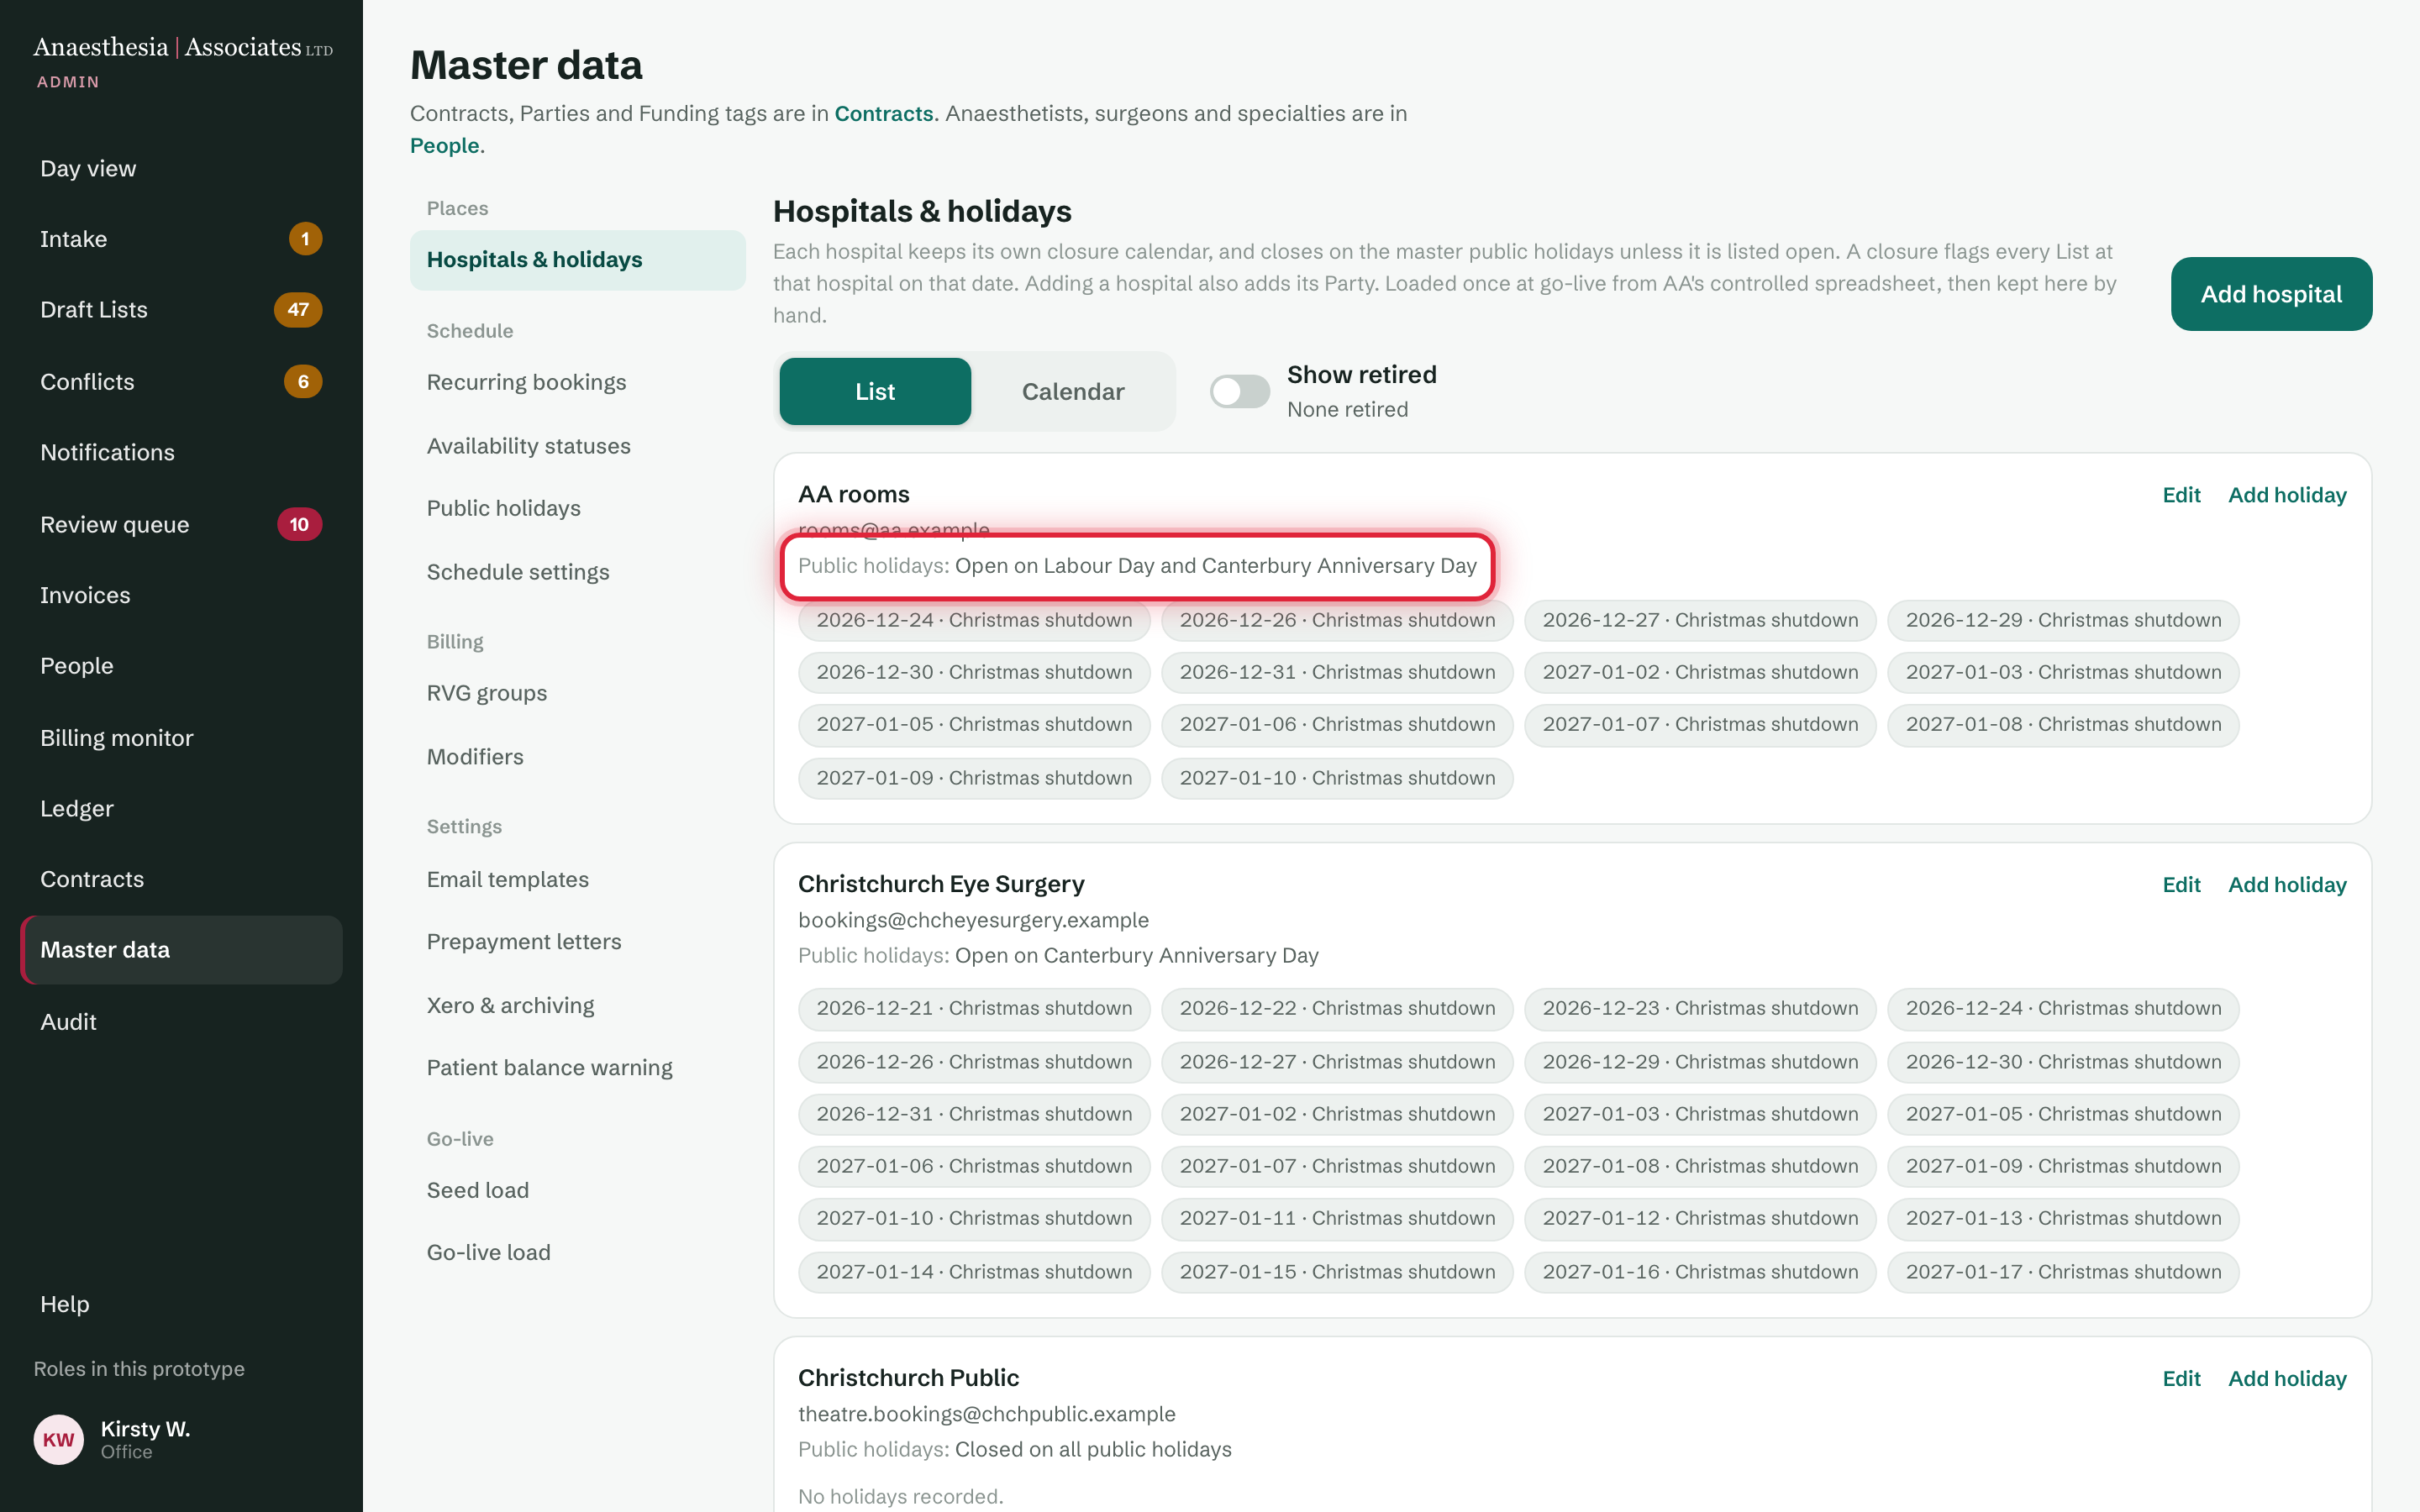 Anaesthesia | Associates LTD
ADMIN
Day view
Intake 1
Draft Lists 47
Conflicts 6
Notifications
Review queue 10
Invoices
People
Billing monitor
Ledger
Contracts
Master data
Audit
Help
Roles in this prototype
KW
Kirsty W.
Office
Master data
Contracts, Parties and Funding tags are in Contracts. Anaesthetists, surgeons and specialties are in
People.
Places
Hospitals & holidays
Schedule
Recurring bookings
Availability statuses
Public holidays
Schedule settings
Billing
RVG groups
Modifiers
Settings
Email templates
Prepayment letters
Xero & archiving
Patient balance warning
Go-live
Seed load
Go-live load
Hospitals & holidays
Each hospital keeps its own closure calendar, and closes on the master public holidays unless it is listed open. A closure flags every List at
that hospital on that date. Adding a hospital also adds its Party. Loaded once at go-live from AA's controlled spreadsheet, then kept here by
hand.
Add hospital
List Calendar
Show retired
None retired
AA rooms Edit Add holiday
rooms@aa.example
Public holidays: Open on Labour Day and Canterbury Anniversary Day
2026-12-24 · Christmas shutdown 2026-12-26 · Christmas shutdown 2026-12-27 · Christmas shutdown 2026-12-29 · Christmas shutdown
2026-12-30 · Christmas shutdown 2026-12-31 · Christmas shutdown 2027-01-02 · Christmas shutdown 2027-01-03 · Christmas shutdown
2027-01-05 · Christmas shutdown 2027-01-06 · Christmas shutdown 2027-01-07 · Christmas shutdown 2027-01-08 · Christmas shutdown
2027-01-09 · Christmas shutdown 2027-01-10 · Christmas shutdown
Christchurch Eye Surgery Edit Add holiday
bookings@chcheyesurgery.example
Public holidays: Open on Canterbury Anniversary Day
2026-12-21 · Christmas shutdown 2026-12-22 · Christmas shutdown 2026-12-23 · Christmas shutdown 2026-12-24 · Christmas shutdown
2026-12-26 · Christmas shutdown 2026-12-27 · Christmas shutdown 2026-12-29 · Christmas shutdown 2026-12-30 · Christmas shutdown
2026-12-31 · Christmas shutdown 2027-01-02 · Christmas shutdown 2027-01-03 · Christmas shutdown 2027-01-05 · Christmas shutdown
2027-01-06 · Christmas shutdown 2027-01-07 · Christmas shutdown 2027-01-08 · Christmas shutdown 2027-01-09 · Christmas shutdown
2027-01-10 · Christmas shutdown 2027-01-11 · Christmas shutdown 2027-01-12 · Christmas shutdown 2027-01-13 · Christmas shutdown
2027-01-14 · Christmas shutdown 2027-01-15 · Christmas shutdown 2027-01-16 · Christmas shutdown 2027-01-17 · Christmas shutdown
Christchurch Public Edit Add holiday
theatre.bookings@chchpublic.example
Public holidays: Closed on all public holidays
No holidays recorded.